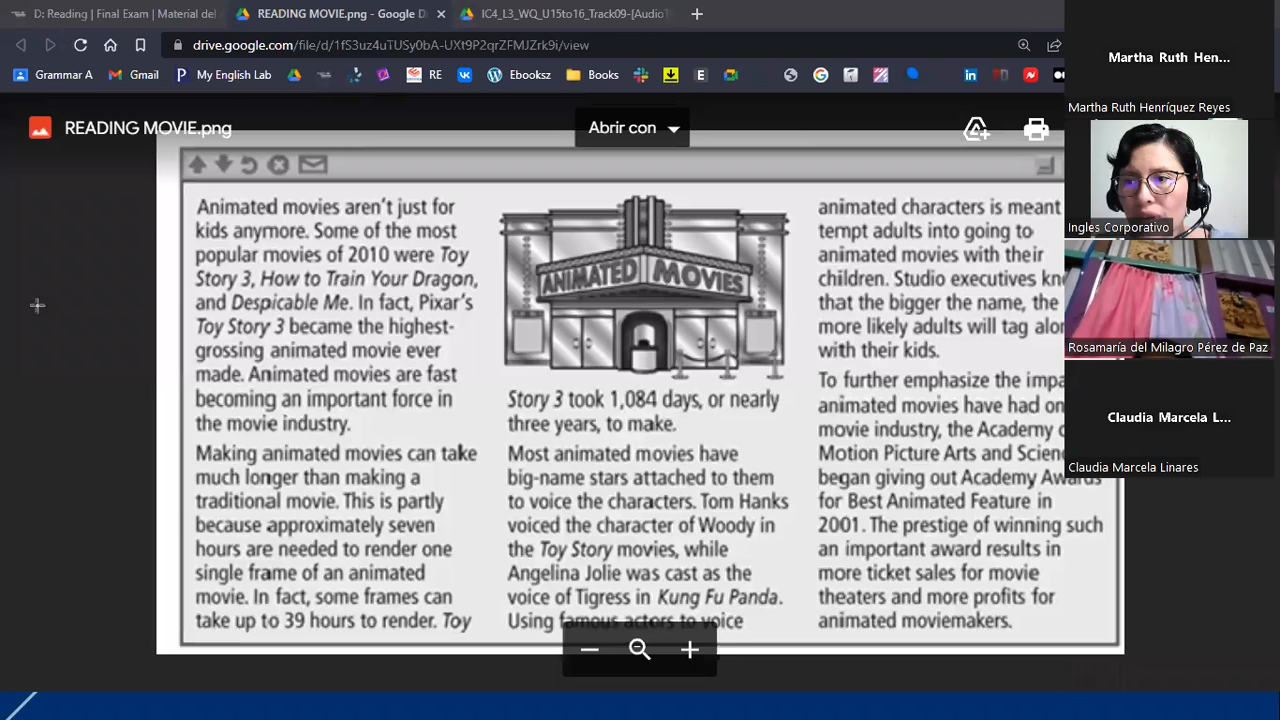 D: Reading | Final Exam | Material del
READING MOVIE.png - Google D
IC4_L3_WQ_U15to16_Track09-[AudioT
drive.google.com/file/d/1fS3uz4uTUSy0bA-UXt9P2qrZFMJZrk9i/view
Grammar A
Gmail
My English Lab
RE
Ebooksz
Books
READING MOVIE.png
Abrir con
Animated movies aren't just for
kids anymore. Some of the most
popular movies of 2010 were Toy
Story 3, How to Train Your Dragon,
and Despicable Me. In fact, Pixar's
Toy Story 3 became the highest-
grossing animated movie ever
made. Animated movies are fast
becoming an important force in
the movie industry.
Making animated movies can take
much longer than making a
traditional movie. This is partly
because approximately seven
hours are needed to render one
single frame of an animated
movie. In fact, some frames can
take up to 39 hours to render. Toy
ANIMATED MOVIES
Story 3 took 1,084 days, or nearly
three years, to make.
Most animated movies have
big-name stars attached to them
to voice the characters. Tom Hanks
voiced the character of Woody in
the Toy Story movies, while
Angelina Jolie was cast as the
voice of Tigress in Kung Fu Panda.
Using famous actors to voice
animated characters is meant
tempt adults into going to
animated movies with their
children. Studio executives kn
that the bigger the name, the
more likely adults will tag alon
with their kids.
To further emphasize the impa
animated movies have had on
movie industry, the Academy o
Motion Picture Arts and Scien
began giving out Academy Awards
for Best Animated Feature in
2001. The prestige of winning such
an important award results in
more ticket sales for movie
theaters and more profits for
animated moviemakers.
Martha Ruth Hen...
Martha Ruth Henríquez Reyes
Ingles Corporativo
Rosamaría del Milagro Pérez de Paz
Claudia Marcela L...
Claudia Marcela Linares